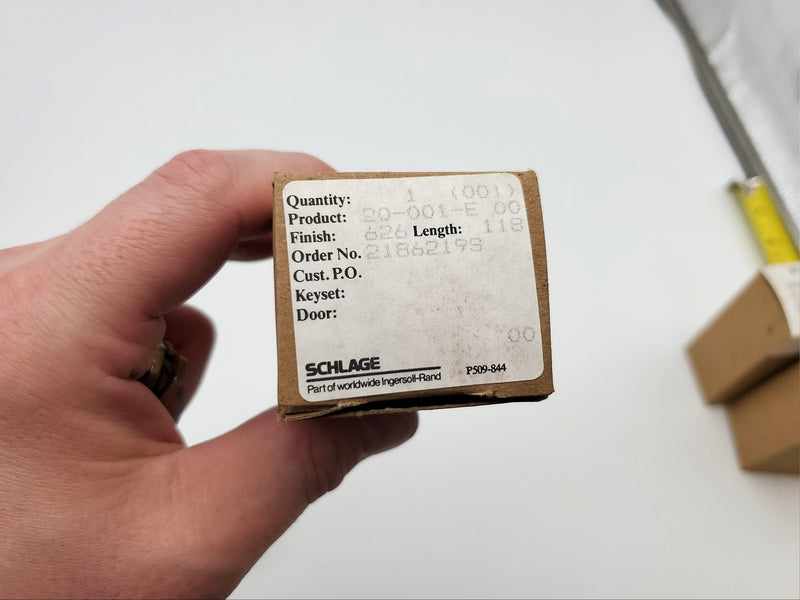 Quantity: 1 (001)
Product: 20-001-E 00
Finish: 626 Length: 118
Order No. 21862198
Cust. P.O.
Keyset:
Door:
00
SCHLAGE
Part of worldwide Ingersoll-Rand
P509-844